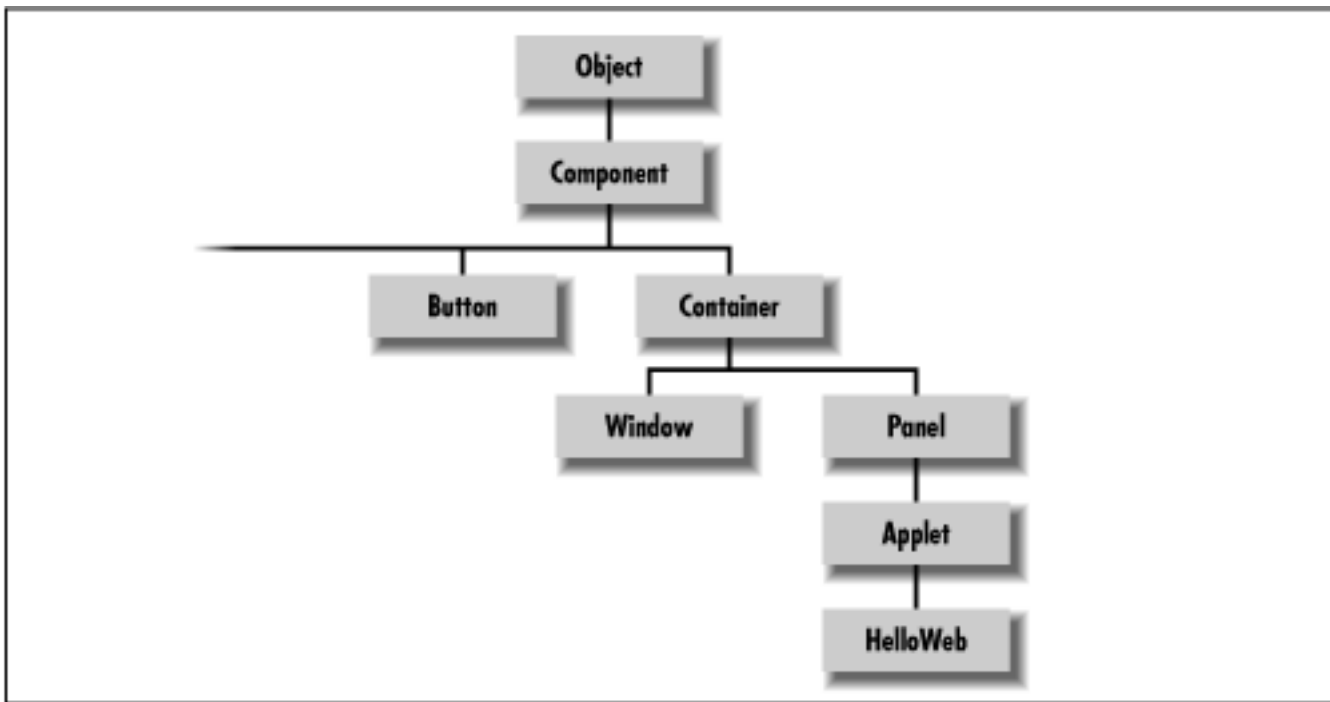 Object
Component
Button
Container
Window
Panel
Applet
HelloWeb